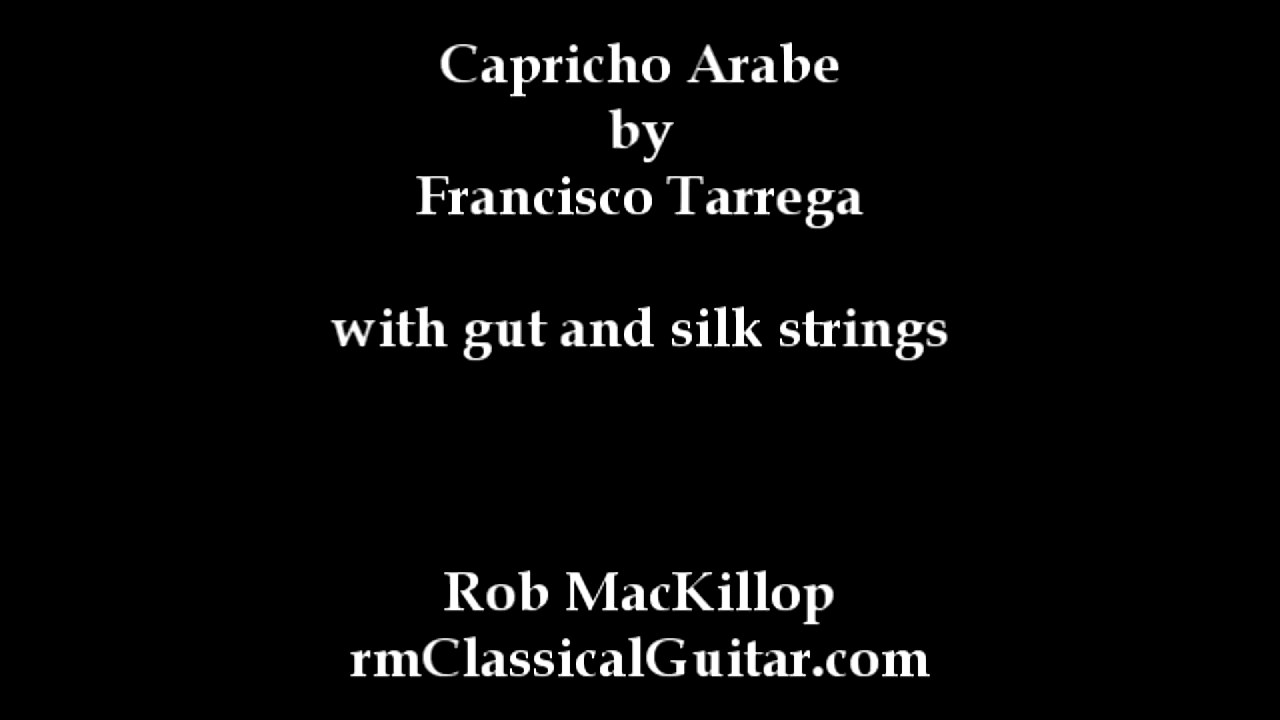 Capricho Arabe
by
Francisco Tarrega
with gut and silk strings
Rob MacKillop
rmClassicalGuitar.com